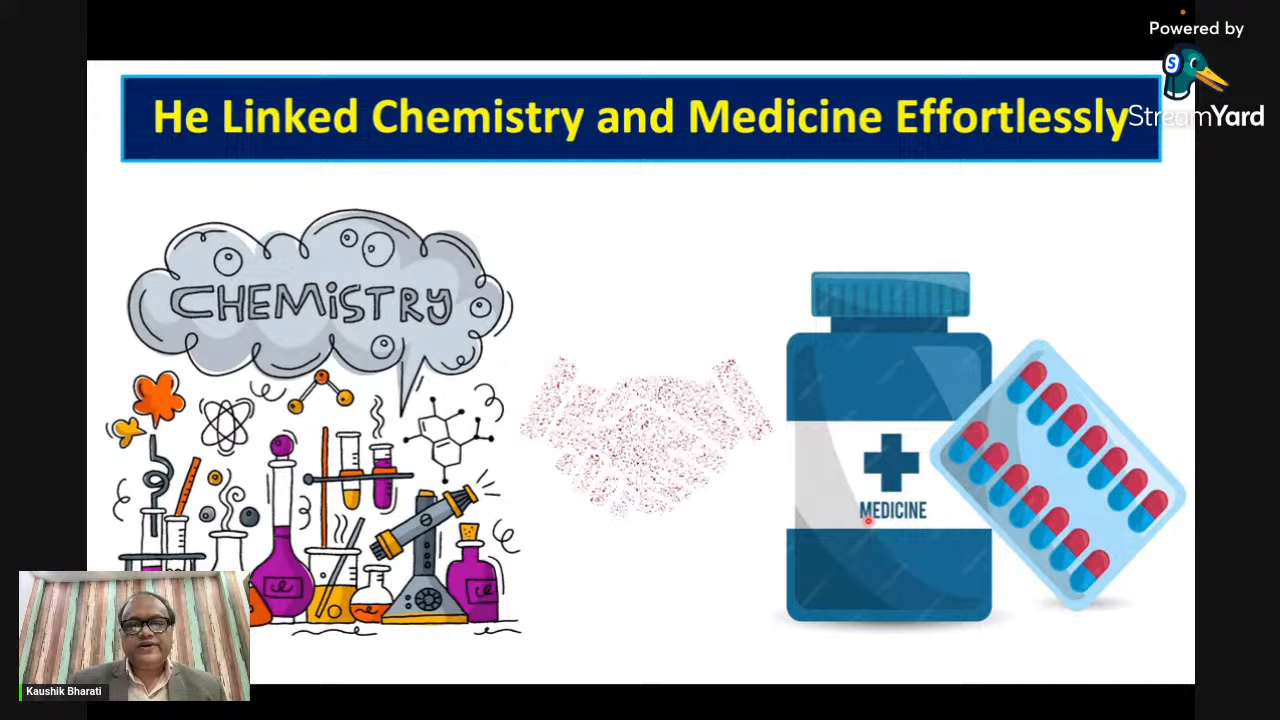 Powered by
S
StreamYard
He Linked Chemistry and Medicine Effortlessly
CHEMiSTRY
MEDICINE
Kaushik Bharati